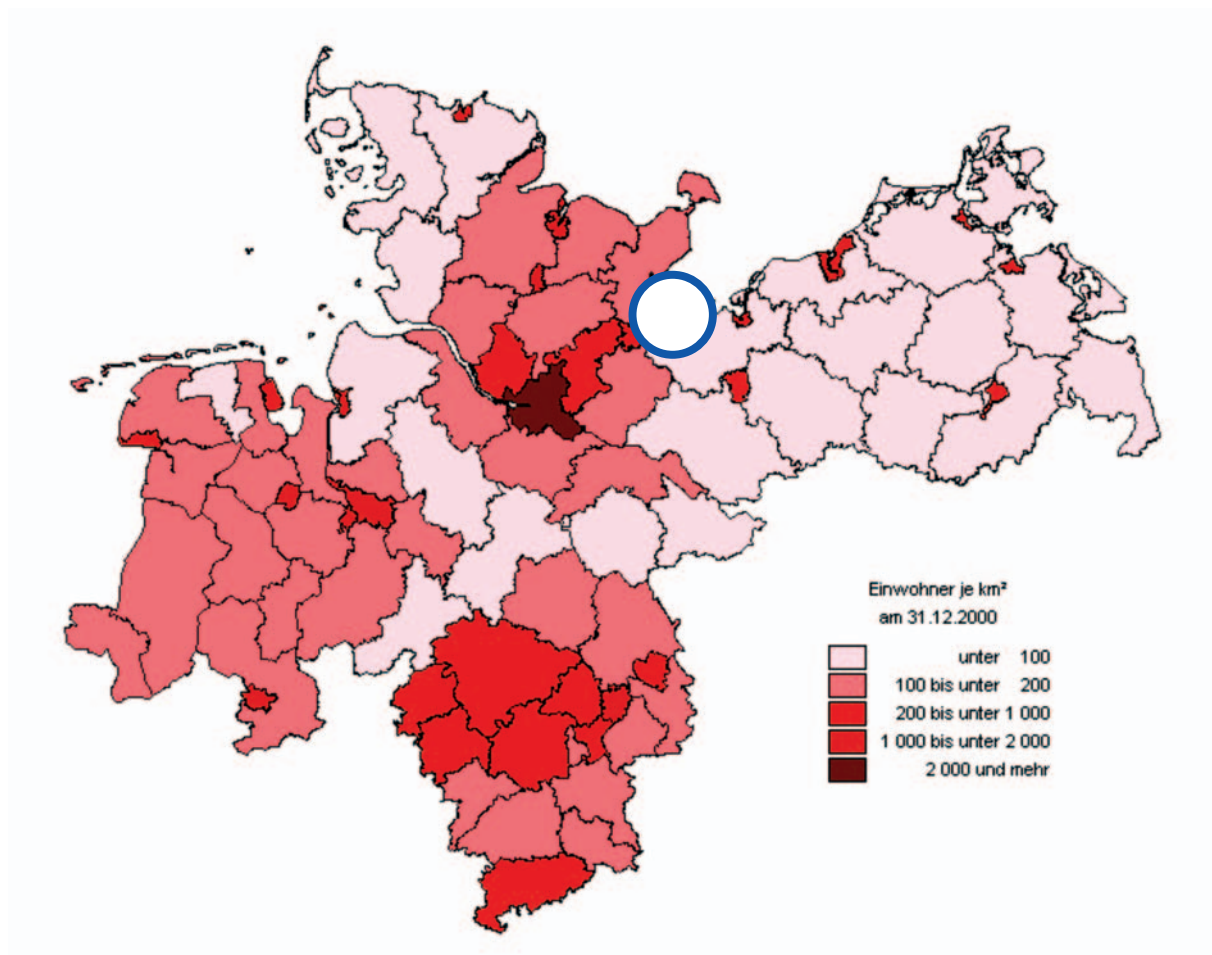 Einwohner je km²
am 31.12.2000
unter 100
100 bis unter 200
200 bis unter 1 000
1 000 bis unter 2 000
2 000 und mehr